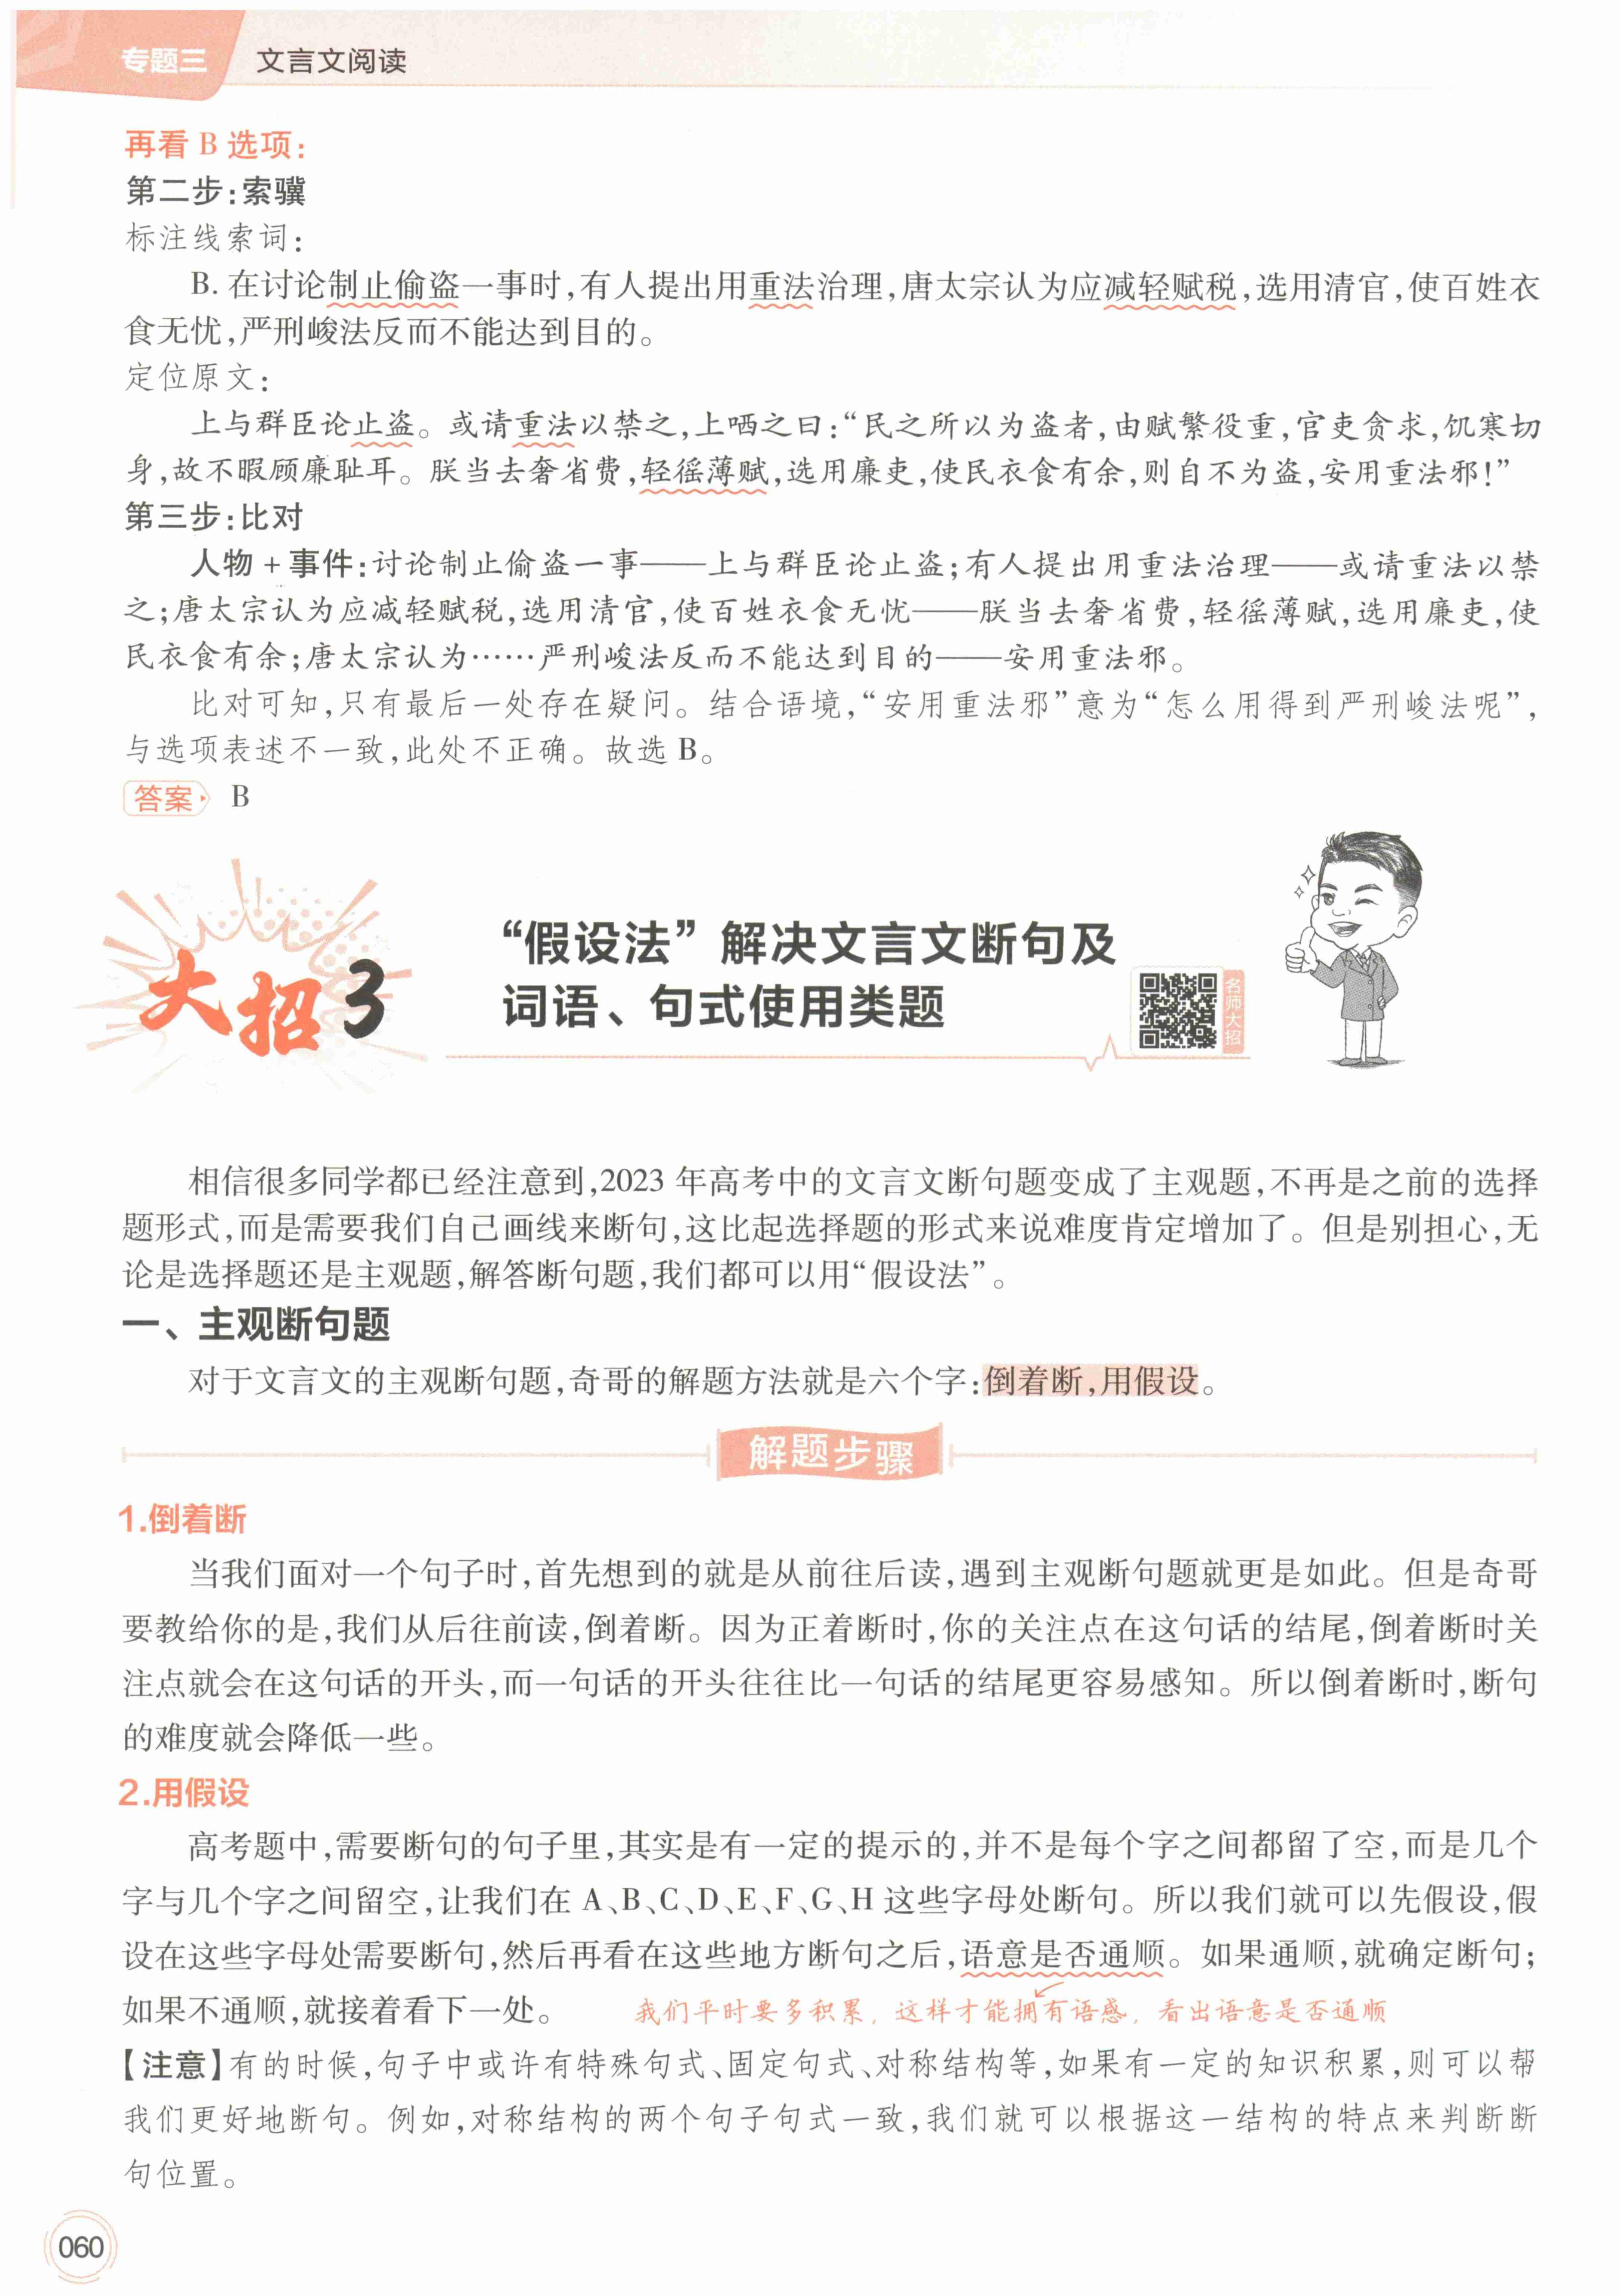 专题三 文言文阅读
再看 B 选项：
第二步：索骥
标注线索词：
B. 在讨论制止偷盗一事时，有人提出用重法治理，唐太宗认为应减轻赋税，选用清官，使百姓衣
食无忧，严刑峻法反而不能达到目的。
定位原文：
上与群臣论止盗。或请重法以禁之，上哂之曰：“民之所以为盗者，由赋繁役重，官吏贪求，饥寒切
身，故不暇顾廉耻耳。朕当去奢省费，轻徭薄赋，选用廉吏，使民衣食有余，则自不为盗，安用重法邪！”
第三步：比对
人物 + 事件：讨论制止偷盗一事——上与群臣论止盗；有人提出用重法治理——或请重法以禁
之；唐太宗认为应减轻赋税，选用清官，使百姓衣食无忧——朕当去奢省费，轻徭薄赋，选用廉吏，使
民衣食有余；唐太宗认为……严刑峻法反而不能达到目的——安用重法邪。
比对可知，只有最后一处存在疑问。结合语境，“安用重法邪”意为“怎么用得到严刑峻法呢”，
与选项表述不一致，此处不正确。故选 B。
答案 B
大招 3
“假设法”解决文言文断句及
词语、句式使用类题
名师大招
相信很多同学都已经注意到，2023 年高考中的文言文断句题变成了主观题，不再是之前的选择
题形式，而是需要我们自己画线来断句，这比起选择题的形式来说难度肯定增加了。但是别担心，无
论是选择题还是主观题，解答断句题，我们都可以用“假设法”。
一、主观断句题
对于文言文的主观断句题，奇哥的解题方法就是六个字：倒着断，用假设。
解题步骤
1.倒着断
当我们面对一个句子时，首先想到的就是从前往后读，遇到主观断句题就更是如此。但是奇哥
要教给你的是，我们从后往前读，倒着断。因为正着断时，你的关注点在这句话的结尾，倒着断时关
注点就会在这句话的开头，而一句话的开头往往比一句话的结尾更容易感知。所以倒着断时，断句
的难度就会降低一些。
2.用假设
高考题中，需要断句的句子里，其实是有一定的提示的，并不是每个字之间都留了空，而是几个
字与几个字之间留空，让我们在 A、B、C、D、E、F、G、H 这些字母处断句。所以我们就可以先假设，假
设在这些字母处需要断句，然后再看在这些地方断句之后，语意是否通顺。如果通顺，就确定断句；
如果不通顺，就接着看下一处。 我们平时要多积累，这样才能拥有语感，看出语意是否通顺
【注意】有的时候，句子中或许有特殊句式、固定句式、对称结构等，如果有一定的知识积累，则可以帮
我们更好地断句。例如，对称结构的两个句子句式一致，我们就可以根据这一结构的特点来判断断
句位置。
060